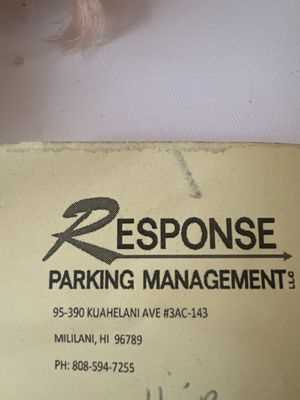 RESPONSE
PARKING MANAGEMENT LLC
95-390 KUAHELANI AVE #3AC-143
MILILANI, HI 96789
PH: 808-594-7255